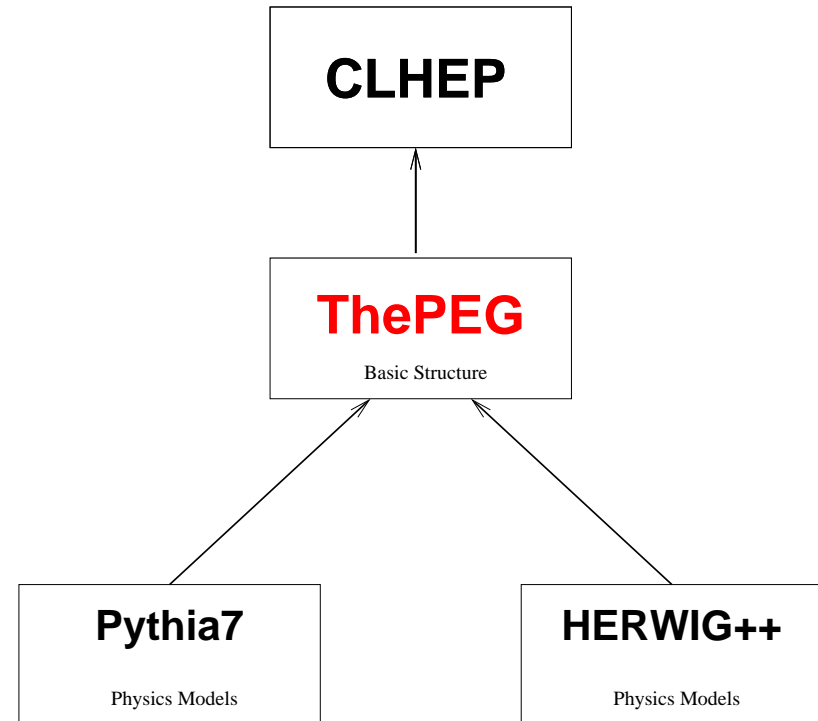 CLHEP
ThePEG
Basic Structure
Pythia7
Physics Models
HERWIG++
Physics Models